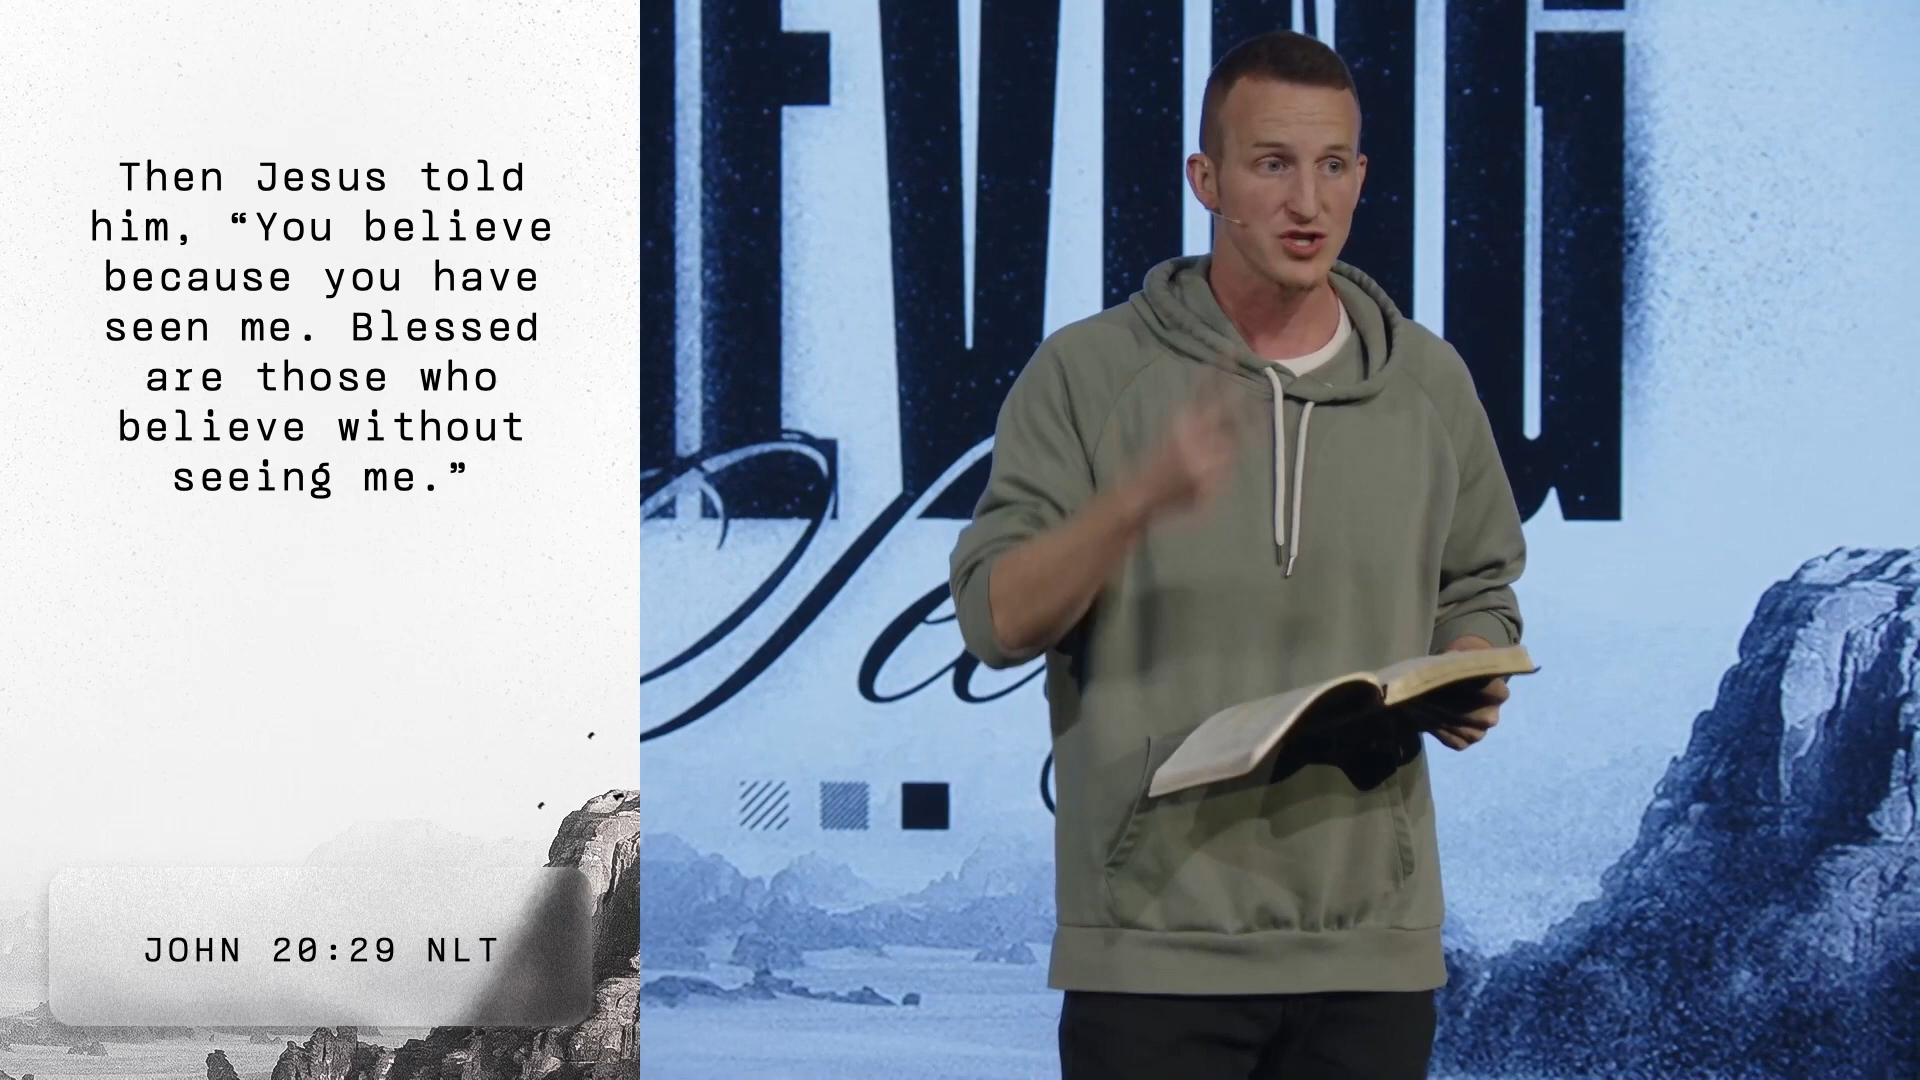 Then Jesus told
him, “You believe
because you have
seen me. Blessed
are those who
believe without
seeing me.”
JOHN 20:29 NLT